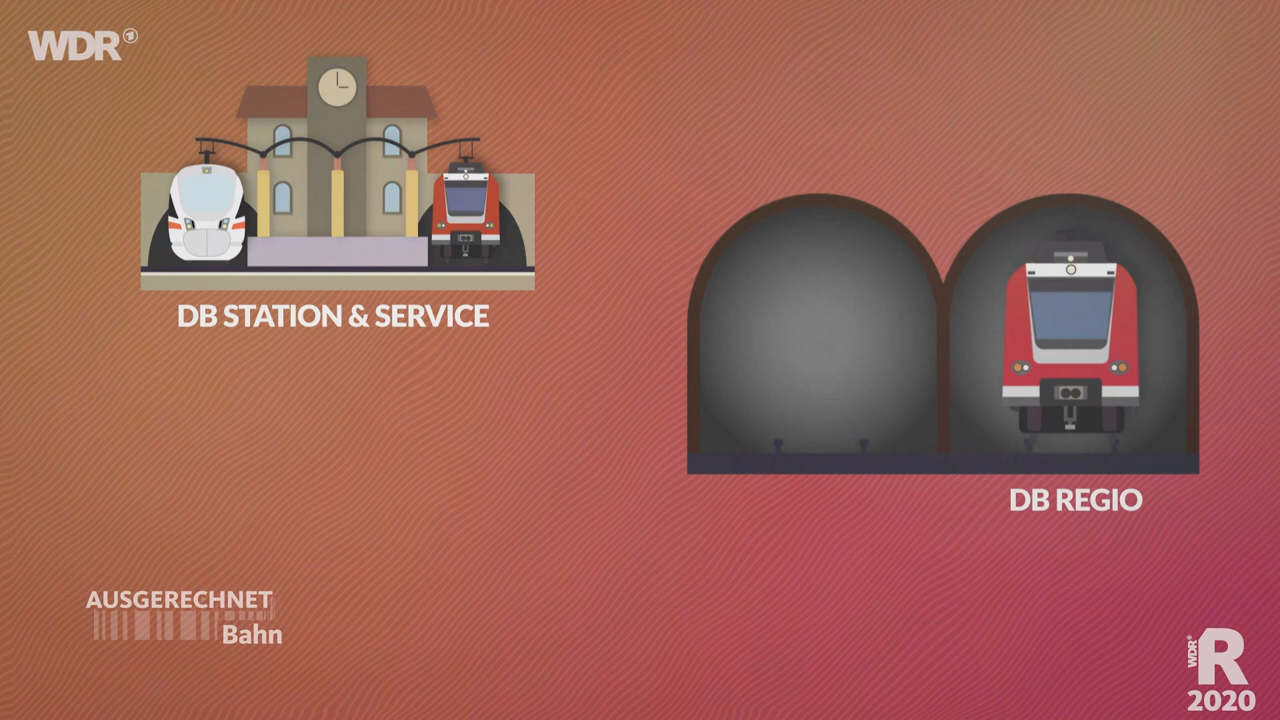 WDR
DB STATION & SERVICE
DB REGIO
AUSGERECHNET
Bahn
WDR R
2020